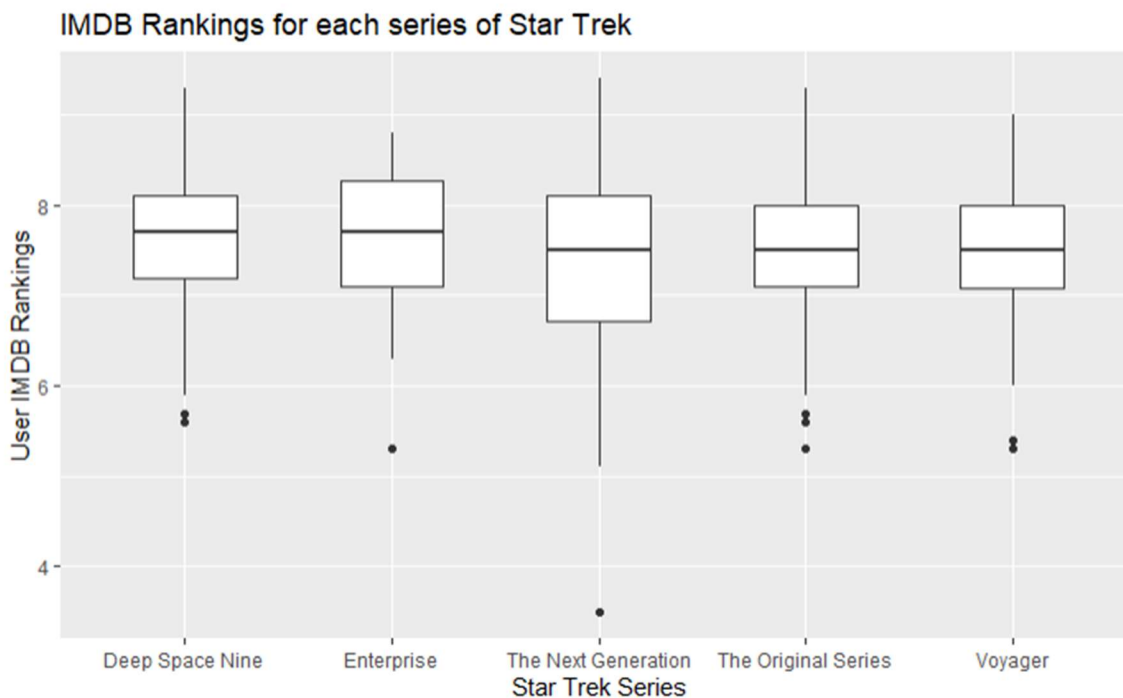 IMDB Rankings for each series of Star Trek
User IMDB Rankings
8
6
4
Deep Space Nine
Enterprise
The Next Generation
The Original Series
Voyager
Star Trek Series